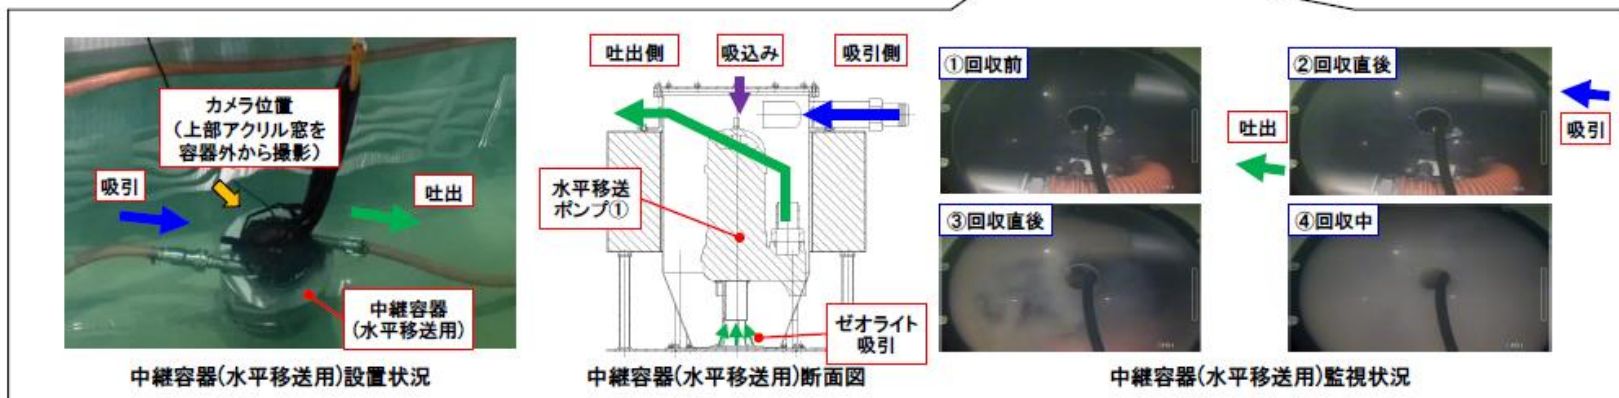 カメラ位置
(上部アクリル窓を
容器外から撮影)
吸引
吐出
中継容器
(水平移送用)
中継容器(水平移送用)設置状況
吐出側
吸込み
吸引側
水平移送
ポンプ①
ゼオライト
吸引
中継容器(水平移送用)断面図
①回収前
②回収直後
吐出
吸引
③回収直後
④回収中
中継容器(水平移送用)監視状況